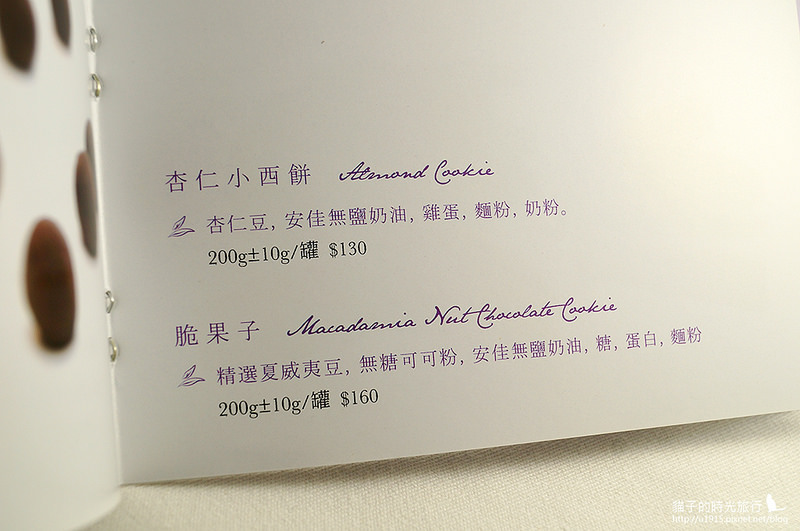 杏仁小西餅 Almond Cookie
杏仁豆, 安佳無鹽奶油, 雞蛋, 麵粉, 奶粉。
200g±10g/罐 $130
脆果子 Macadamia Nut Chocolate Cookie
精選夏威夷豆, 無糖可可粉, 安佳無鹽奶油, 糖, 蛋白, 麵粉
200g±10g/罐 $160
貓子的時光旅行